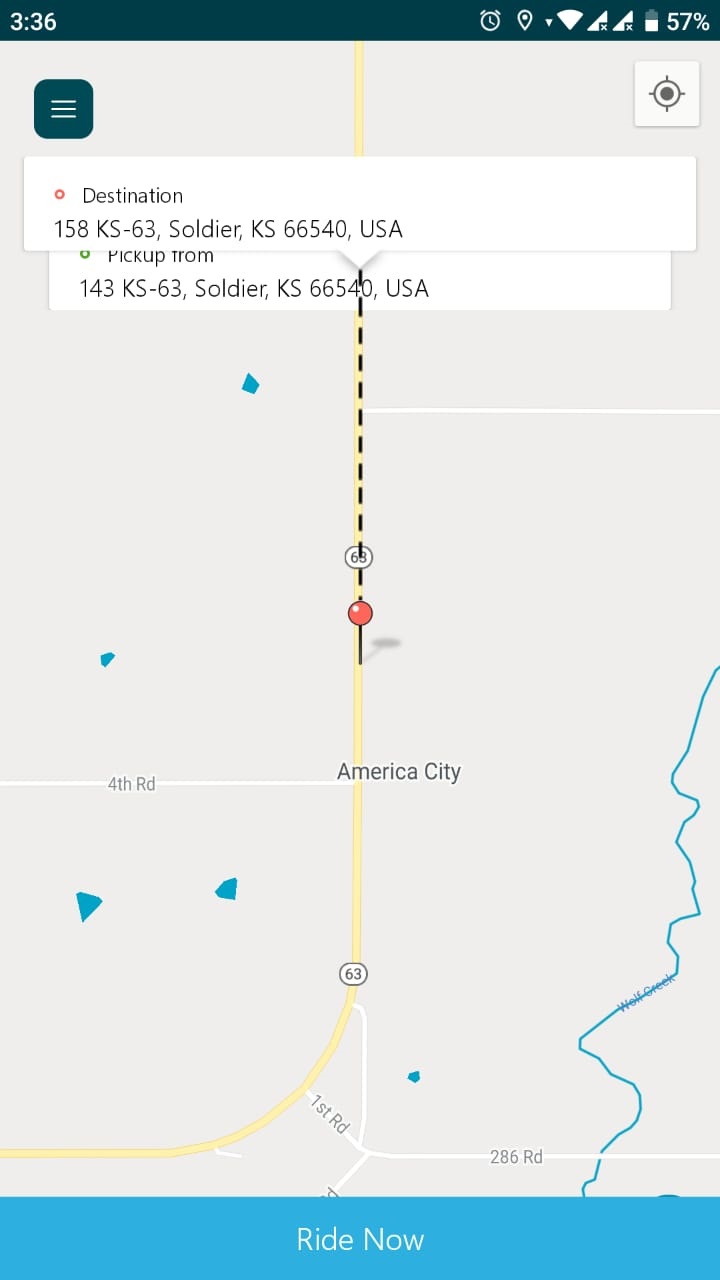 3:36
57%
Destination
158 KS-63, Soldier, KS 66540, USA
Pickup from
143 KS-63, Soldier, KS 66540, USA
63
America City
4th Rd
63
Wolf Creek
1st Rd
286 Rd
Ride Now